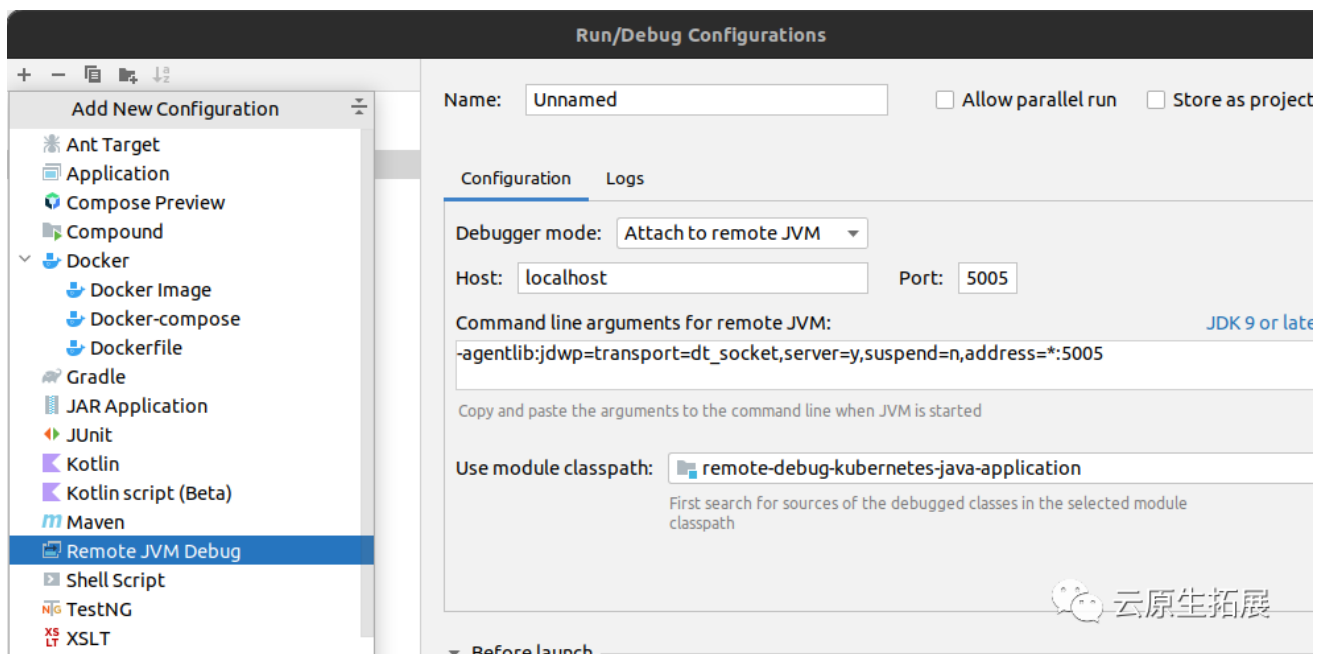 Run/Debug Configurations
Add New Configuration
Ant Target
Application
Compose Preview
Compound
Docker
Docker Image
Docker-compose
Dockerfile
Gradle
JAR Application
JUnit
Kotlin
Kotlin script (Beta)
Maven
Remote JVM Debug
Shell Script
TestNG
XSLT
Name: Unnamed Allow parallel run Store as project
Configuration Logs
Debugger mode: Attach to remote JVM
Host: localhost Port: 5005
Command line arguments for remote JVM: JDK 9 or late
-agentlib:jdwp=transport=dt_socket,server=y,suspend=n,address=*:5005
Copy and paste the arguments to the command line when JVM is started
Use module classpath: remote-debug-kubernetes-java-application
First search for sources of the debugged classes in the selected module
classpath
云原生拓展
Before launch